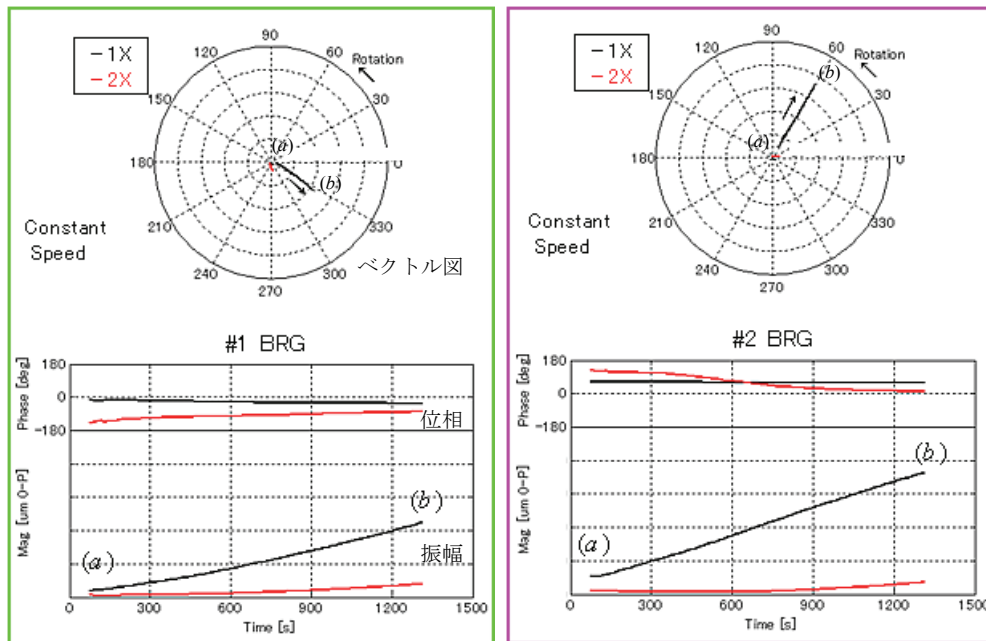 −1X
−2X
90
120
60
Rotation
150
30
(a)
180
0
(b)
210
330
Constant
Speed
240
300
ベクトル図
270
#1 BRG
180
Phase [deg]
0
位相
−180
Mag [um O-P]
(a)
(b)
振幅
0
300
600
900
1200
1500
Time [s]
−1X
−2X
90
120
60
Rotation
(b)
150
30
(a)
180
0
210
330
Constant
Speed
240
300
270
#2 BRG
180
Phase [deg]
0
−180
Mag [um O-P]
(b)
(a)
0
300
600
900
1200
1500
Time [s]